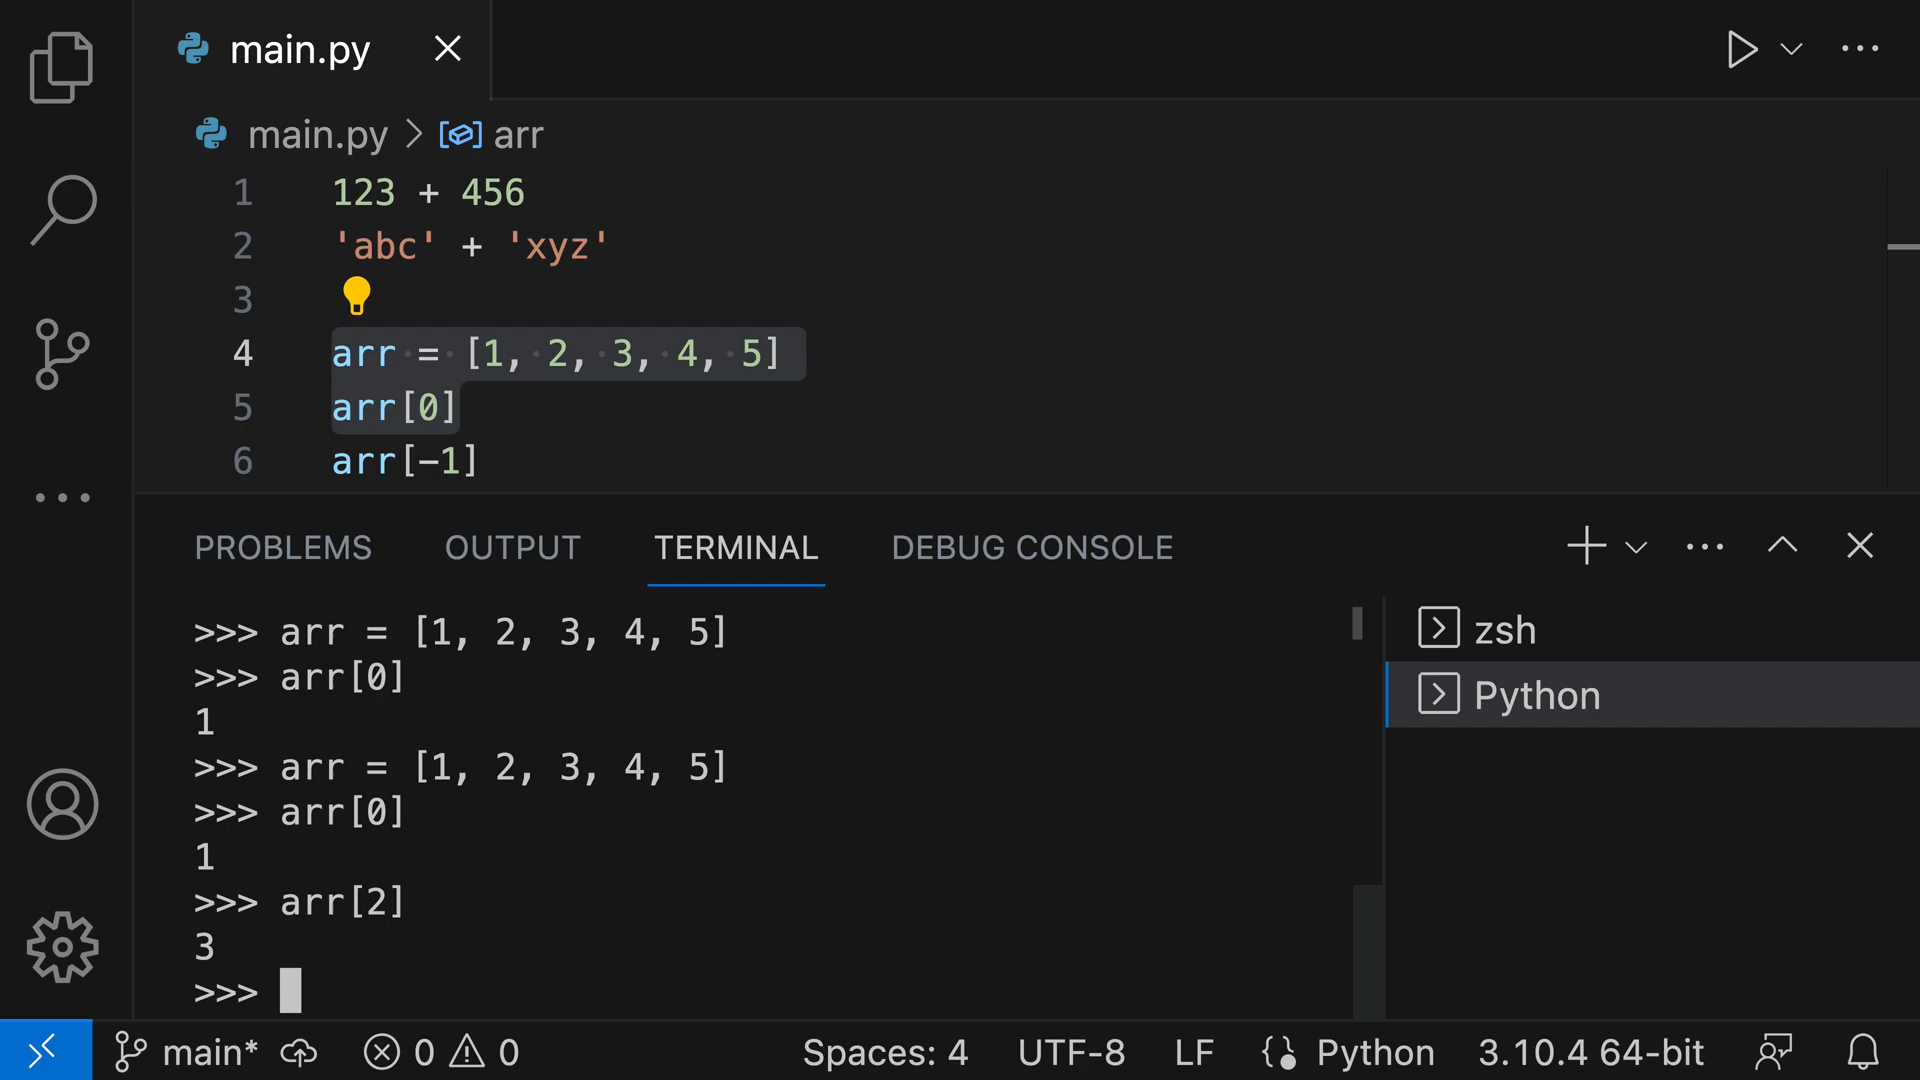 main.py
main.py > arr
1 123 + 456
2 'abc' + 'xyz'
3
4 arr = [1, 2, 3, 4, 5]
5 arr[0]
6 arr[-1]
PROBLEMS OUTPUT TERMINAL DEBUG CONSOLE
>>> arr = [1, 2, 3, 4, 5]
>>> arr[0]
1
>>> arr = [1, 2, 3, 4, 5]
>>> arr[0]
1
>>> arr[2]
3
>>>
zsh
Python
main* 0 0 Spaces: 4 UTF-8 LF Python 3.10.4 64-bit